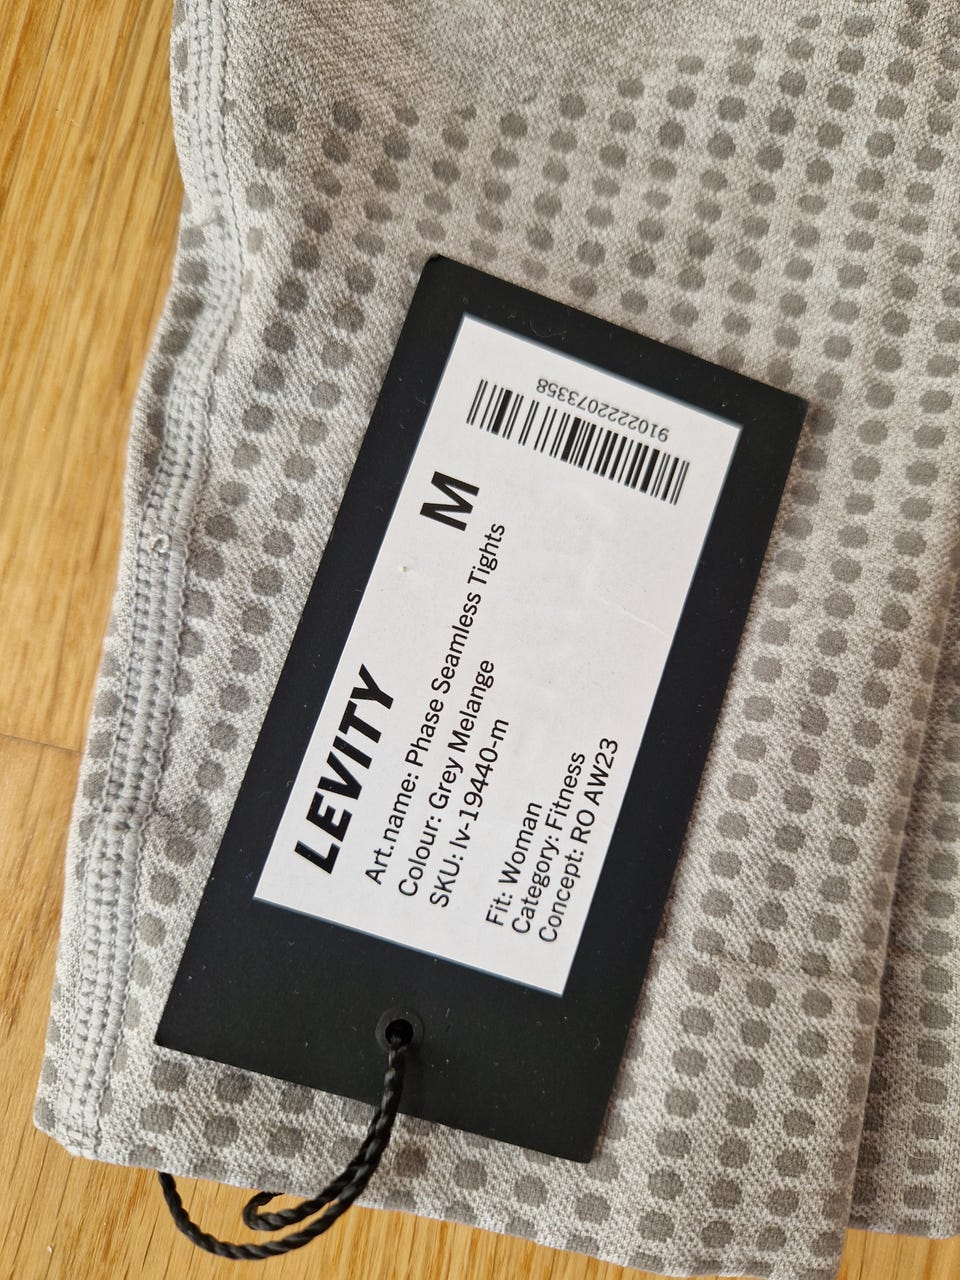 LEVITY
M
Art.name: Phase Seamless Tights
Colour: Grey Melange
SKU: lv-19440-m
Fit: Woman
Category: Fitness
Concept: RO AW23
9102222073358